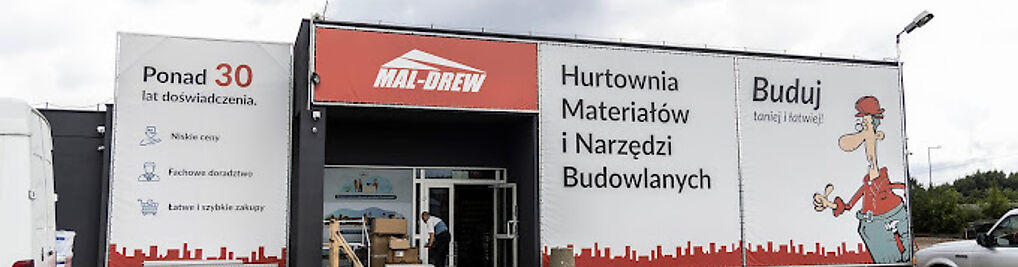 Ponad 30
lat doświadczenia.
Niskie ceny
Fachowe doradztwo
Łatwe i szybkie zakupy
MAL-DREW
Hurtownia
Materiałów
i Narzędzi
Budowlanych
Buduj
taniej i łatwiej!